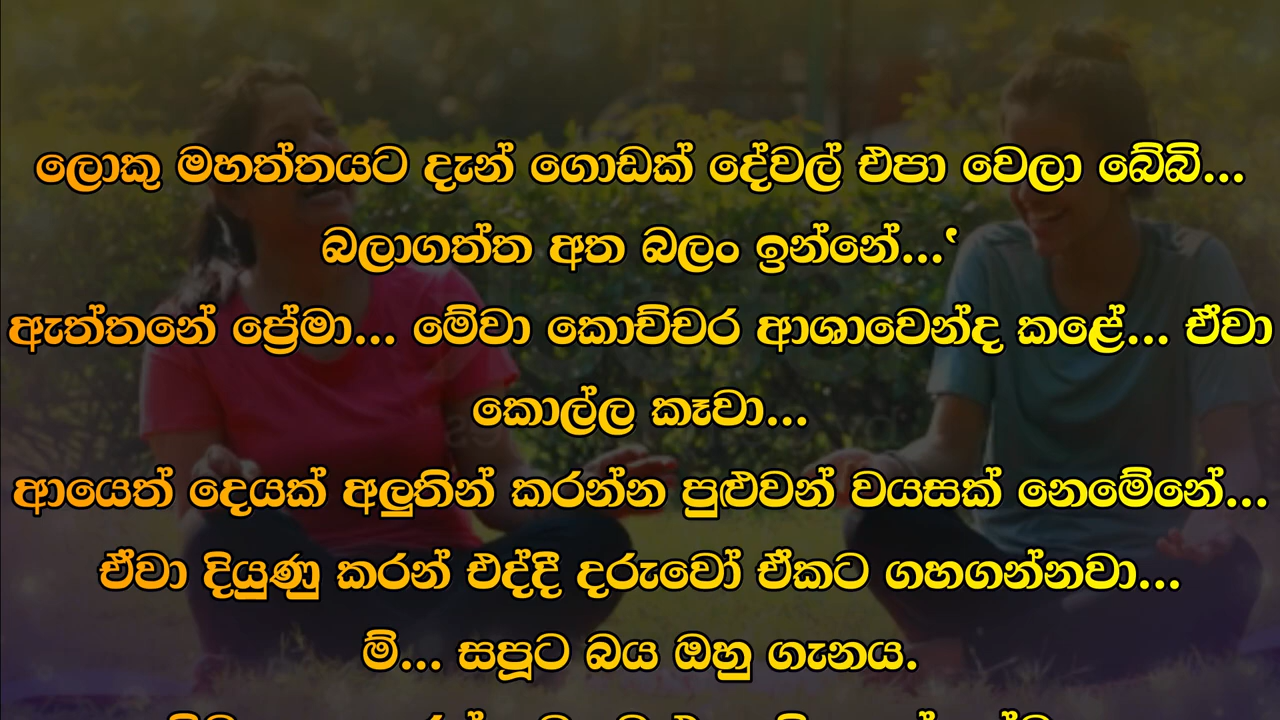 ලොකු මහත්තයට දැන් ගොඩක් දේවල් එපා වෙලා බේබි...
බලාගත්ත අත බලං ඉන්නේ...‛
ඇත්තනේ ප්‍රේමා... මේවා කොච්චර ආශාවෙන්ද කළේ... ඒවා
කොල්ල කෑවා...
ආයෙත් දෙයක් අලුතින් කරන්න පුළුවන් වයසක් නෙමේනේ...
ඒවා දියුණු කරන් එද්දී දරුවෝ ඒකට ගහගන්නවා...
ම්... සපූට බය ඔහු ගැනය.